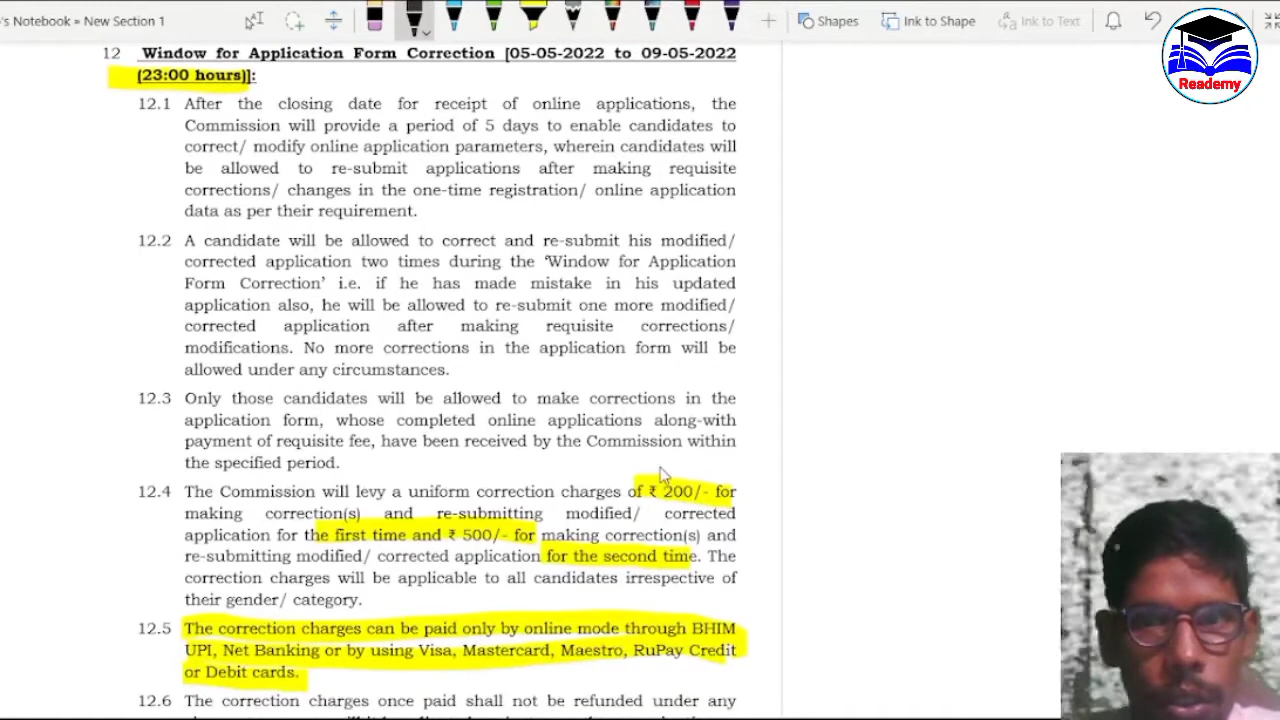 's Notebook » New Section 1
Shapes
Ink to Shape
Ink to Text
Reademy
12 Window for Application Form Correction [05-05-2022 to 09-05-2022
(23:00 hours)]:
12.1 After the closing date for receipt of online applications, the
Commission will provide a period of 5 days to enable candidates to
correct/ modify online application parameters, wherein candidates will
be allowed to re-submit applications after making requisite
corrections/ changes in the one-time registration/ online application
data as per their requirement.
12.2 A candidate will be allowed to correct and re-submit his modified/
corrected application two times during the 'Window for Application
Form Correction' i.e. if he has made mistake in his updated
application also, he will be allowed to re-submit one more modified/
corrected application after making requisite corrections/
modifications. No more corrections in the application form will be
allowed under any circumstances.
12.3 Only those candidates will be allowed to make corrections in the
application form, whose completed online applications along-with
payment of requisite fee, have been received by the Commission within
the specified period.
12.4 The Commission will levy a uniform correction charges of ₹ 200/- for
making correction(s) and re-submitting modified/ corrected
application for the first time and ₹ 500/- for making correction(s) and
re-submitting modified/ corrected application for the second time. The
correction charges will be applicable to all candidates irrespective of
their gender/ category.
12.5 The correction charges can be paid only by online mode through BHIM
UPI, Net Banking or by using Visa, Mastercard, Maestro, RuPay Credit
or Debit cards.
12.6 The correction charges once paid shall not be refunded under any